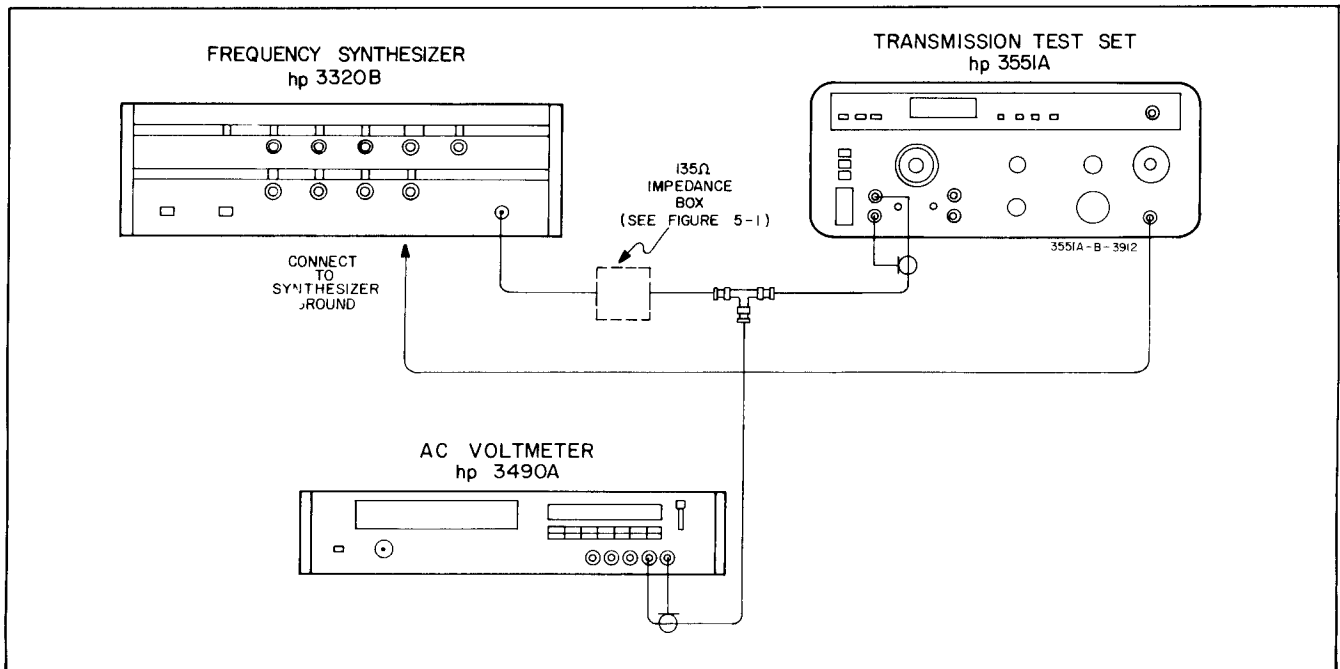 FREQUENCY SYNTHESIZER
hp 3320B
TRANSMISSION TEST SET
hp 3551A
135Ω
IMPEDANCE
BOX
(SEE FIGURE 5-1)
3551A-B-3912
CONNECT
TO
SYNTHESIZER
AC VOLTMETER
hp 3490A